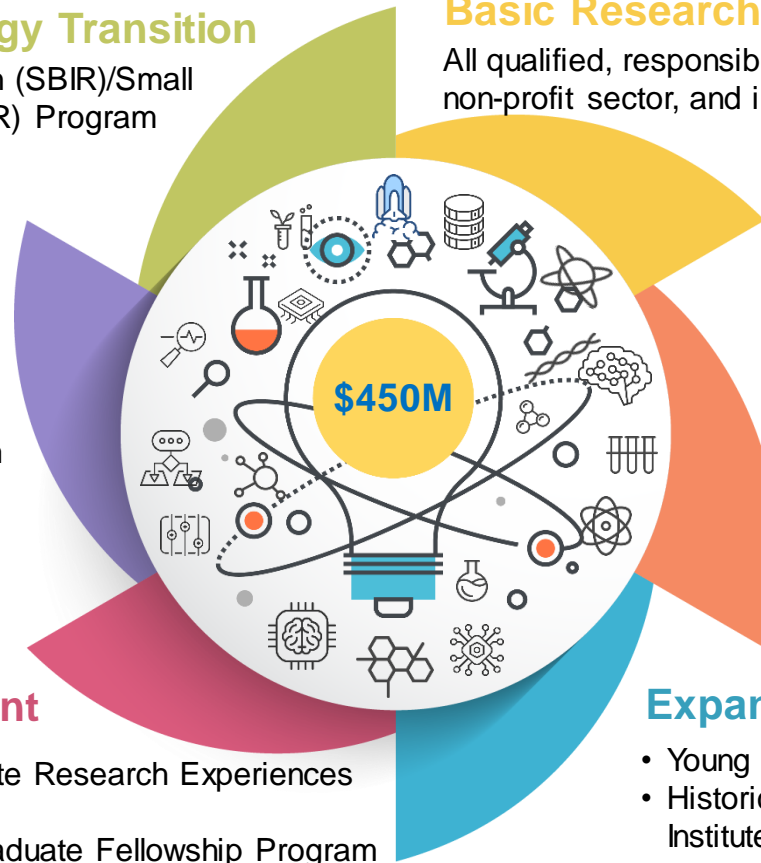 gy Transition
(SBIR)/Small
R) Program
Basic Research
All qualified, responsib
non-profit sector, and i
$450M
nt
te Research Experiences
aduate Fellowship Program
Expan
• Young
• Historic
Institute